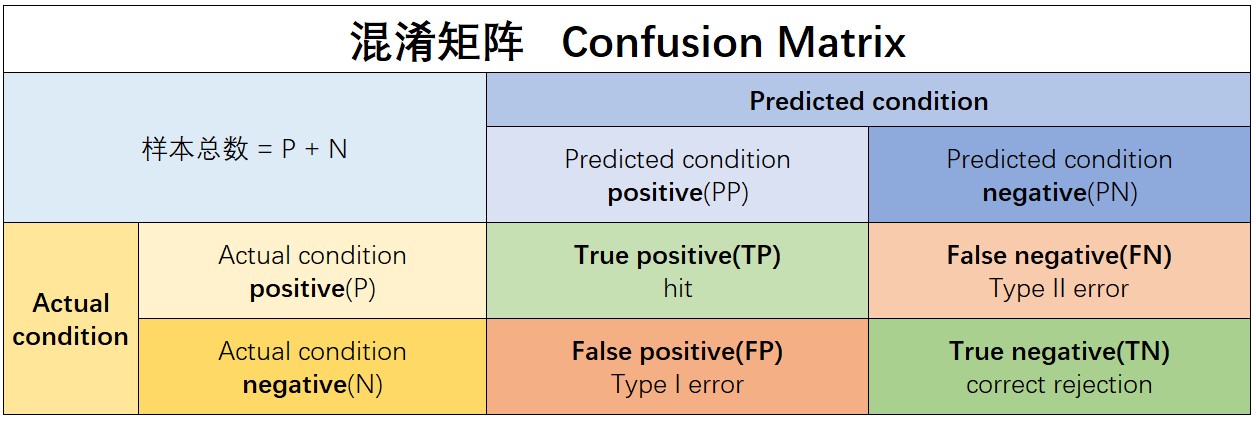 混淆矩阵 Confusion Matrix
样本总数 = P + N
Predicted condition
Predicted condition
positive(PP)
Predicted condition
negative(PN)
Actual
condition
Actual condition
positive(P)
True positive(TP)
hit
False negative(FN)
Type II error
Actual condition
negative(N)
False positive(FP)
Type I error
True negative(TN)
correct rejection